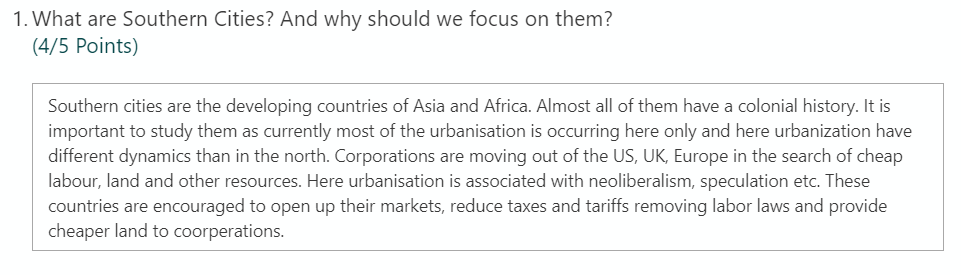 1. What are Southern Cities? And why should we focus on them?
(4/5 Points)
Southern cities are the developing countries of Asia and Africa. Almost all of them have a colonial history. It is
important to study them as currently most of the urbanisation is occurring here only and here urbanization have
different dynamics than in the north. Corporations are moving out of the US, UK, Europe in the search of cheap
labour, land and other resources. Here urbanisation is associated with neoliberalism, speculation etc. These
countries are encouraged to open up their markets, reduce taxes and tariffs removing labor laws and provide
cheaper land to coorperations.